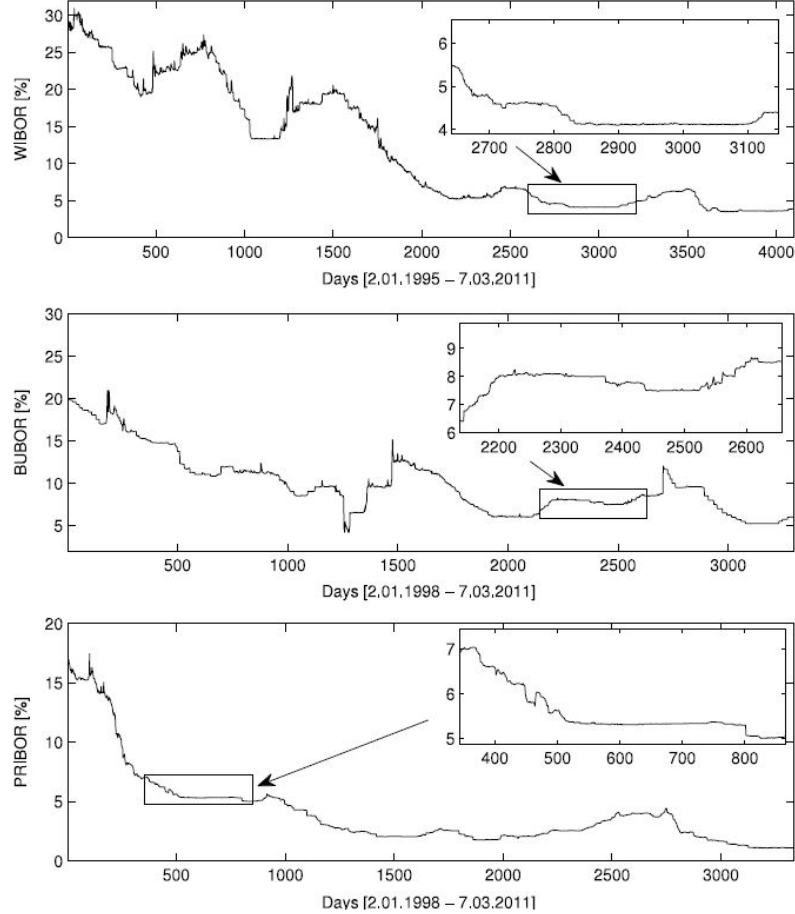 30
25
20
15
10
5
0
WIBOR [%]
6
5
4
2700 2800 2900 3000 3100
500 1000 1500 2000 2500 3000 3500 4000
Days [2.01.1995 – 7.03.2011]
30
25
20
15
10
5
BUBOR [%]
9
8
7
6
2200 2300 2400 2500 2600
500 1000 1500 2000 2500 3000
Days [2.01.1998 – 7.03.2011]
20
15
10
5
0
PRIBOR [%]
7
6
5
400 500 600 700 800
500 1000 1500 2000 2500 3000
Days [2.01.1998 – 7.03.2011]